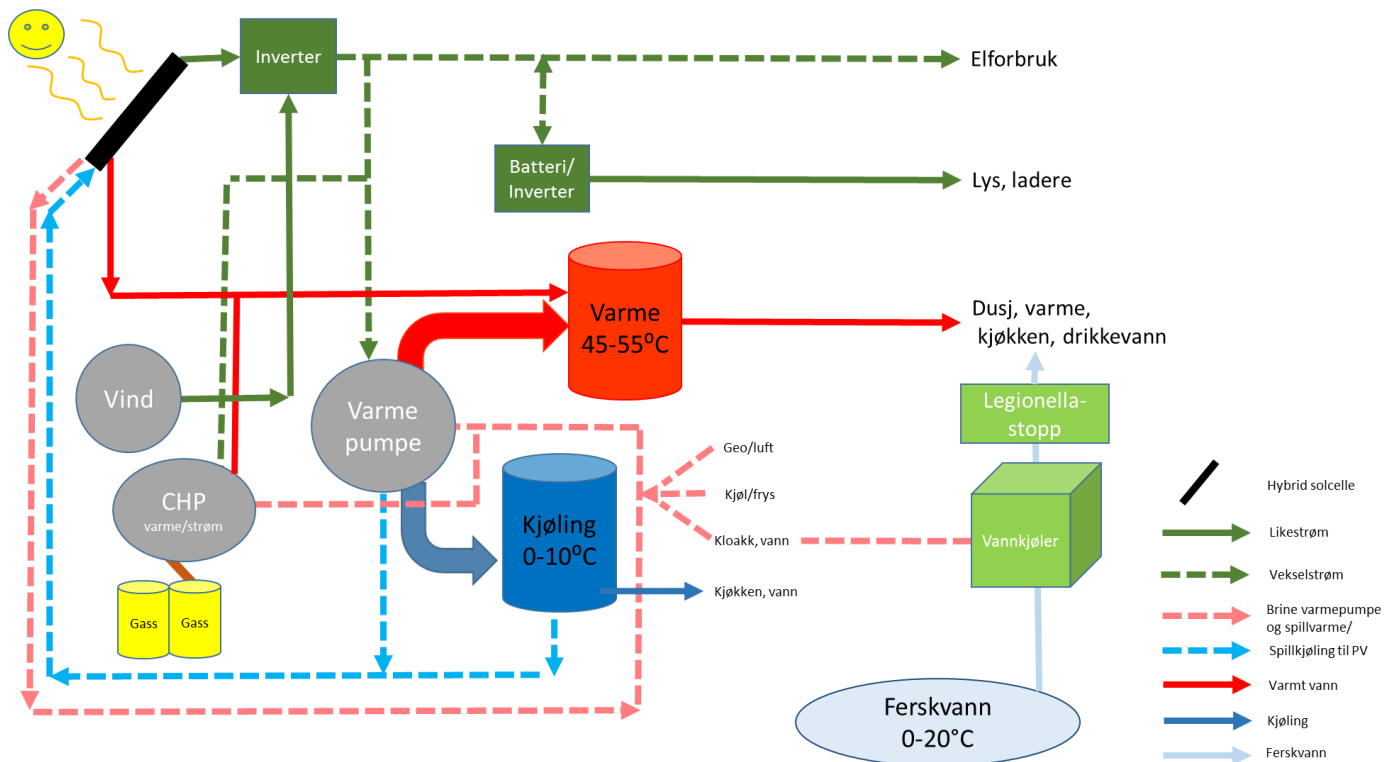 Inverter
Elforbruk
Batteri/
Inverter
Lys, ladere
Varme
45-55⁰C
Dusj, varme,
kjøkken, drikkevann
Vind
Varme
pumpe
Legionella-
stopp
Geo/luft
Kjøl/frys
Kloakk, vann
Kjøkken, vann
CHP
varme/strøm
Kjøling
0-10⁰C
Vannkjøler
Gass
Gass
Ferskvann
0-20°C
Hybrid solcelle
Likestrøm
Vekselstrøm
Brine varmepumpe
og spillvarme/
Spillkjøling til PV
Varmt vann
Kjøling
Ferskvann